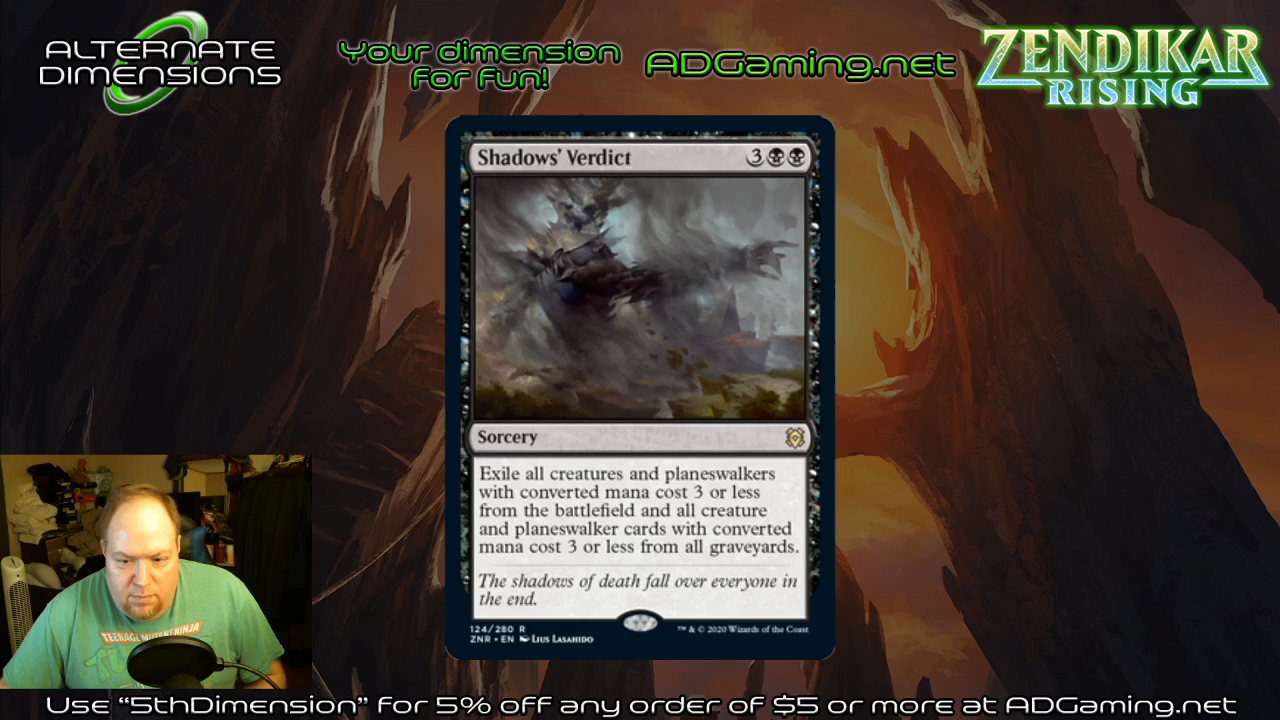 ALTERNATE
DIMENSIONS
Your dimension
for fun!
ADGaming.net
ZENDIKAR
RISING
Shadows' Verdict 3
Sorcery
Exile all creatures and planeswalkers
with converted mana cost 3 or less
from the battlefield and all creature
and planeswalker cards with converted
mana cost 3 or less from all graveyards.
The shadows of death fall over everyone in
the end.
124/280 R
ZNR • EN Lius Lasahido
™ & © 2020 Wizards of the Coast
TEENAGE MUTANT NINJA
Use “5thDimension” for 5% off any order of $5 or more at ADGaming.net